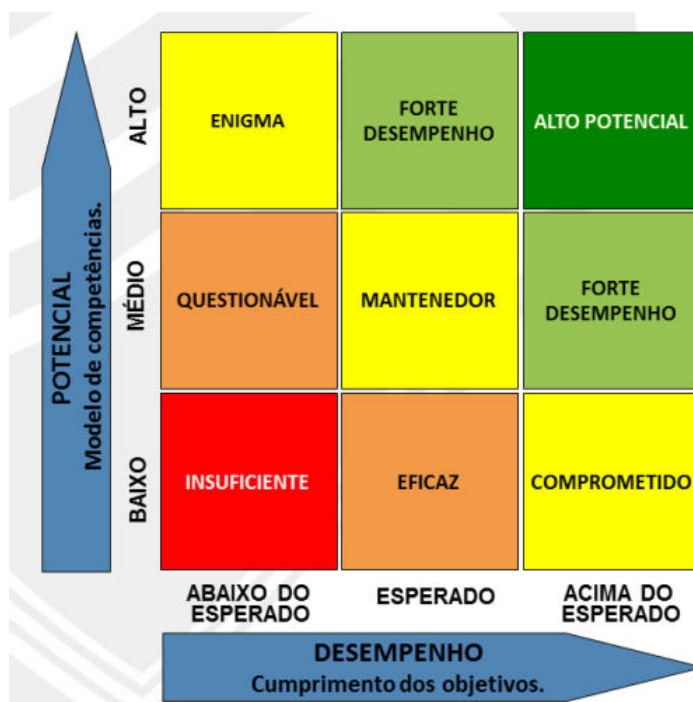 POTENCIAL
Modelo de competências.
ALTO
ENIGMA
FORTE
DESEMPENHO
ALTO POTENCIAL
MÉDIO
QUESTIONÁVEL
MANTENEDOR
FORTE
DESEMPENHO
BAIXO
INSUFICIENTE
EFICAZ
COMPROMETIDO
ABAIXO DO
ESPERADO
ESPERADO
ACIMA DO
ESPERADO
DESEMPENHO
Cumprimento dos objetivos.